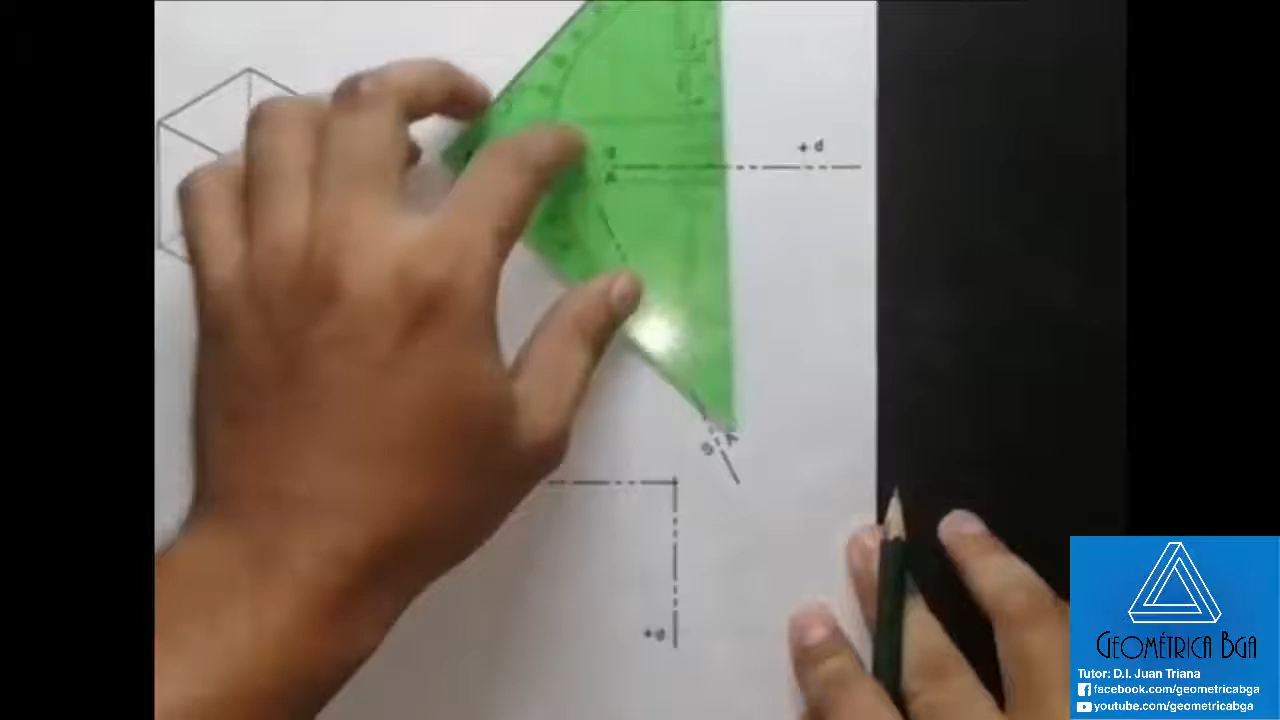 + d
S A
+d
GEOMÉTRICA BGA
Tutor: D.I. Juan Triana
facebook.com/geometricabga
youtube.com/geometricabga